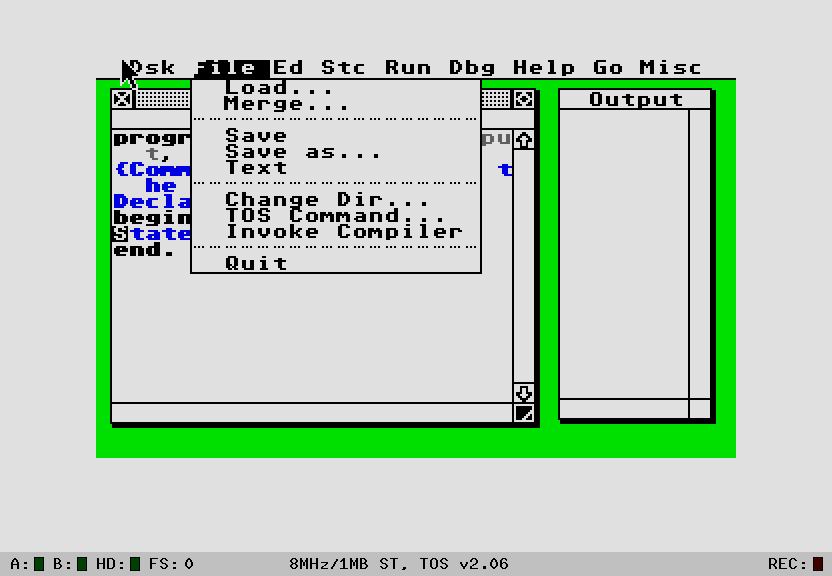 Dsk File Ed Stc Run Dbg Help Go Misc
Load...
Merge...
Save
Save as...
Text
Change Dir...
TOS Command...
Invoke Compiler
Quit
Output
progr pu
t,
{Comm t
he
Decla
begin
State
end.
A: B: HD: FS: 0 8MHz/1MB ST, TOS v2.06 REC: